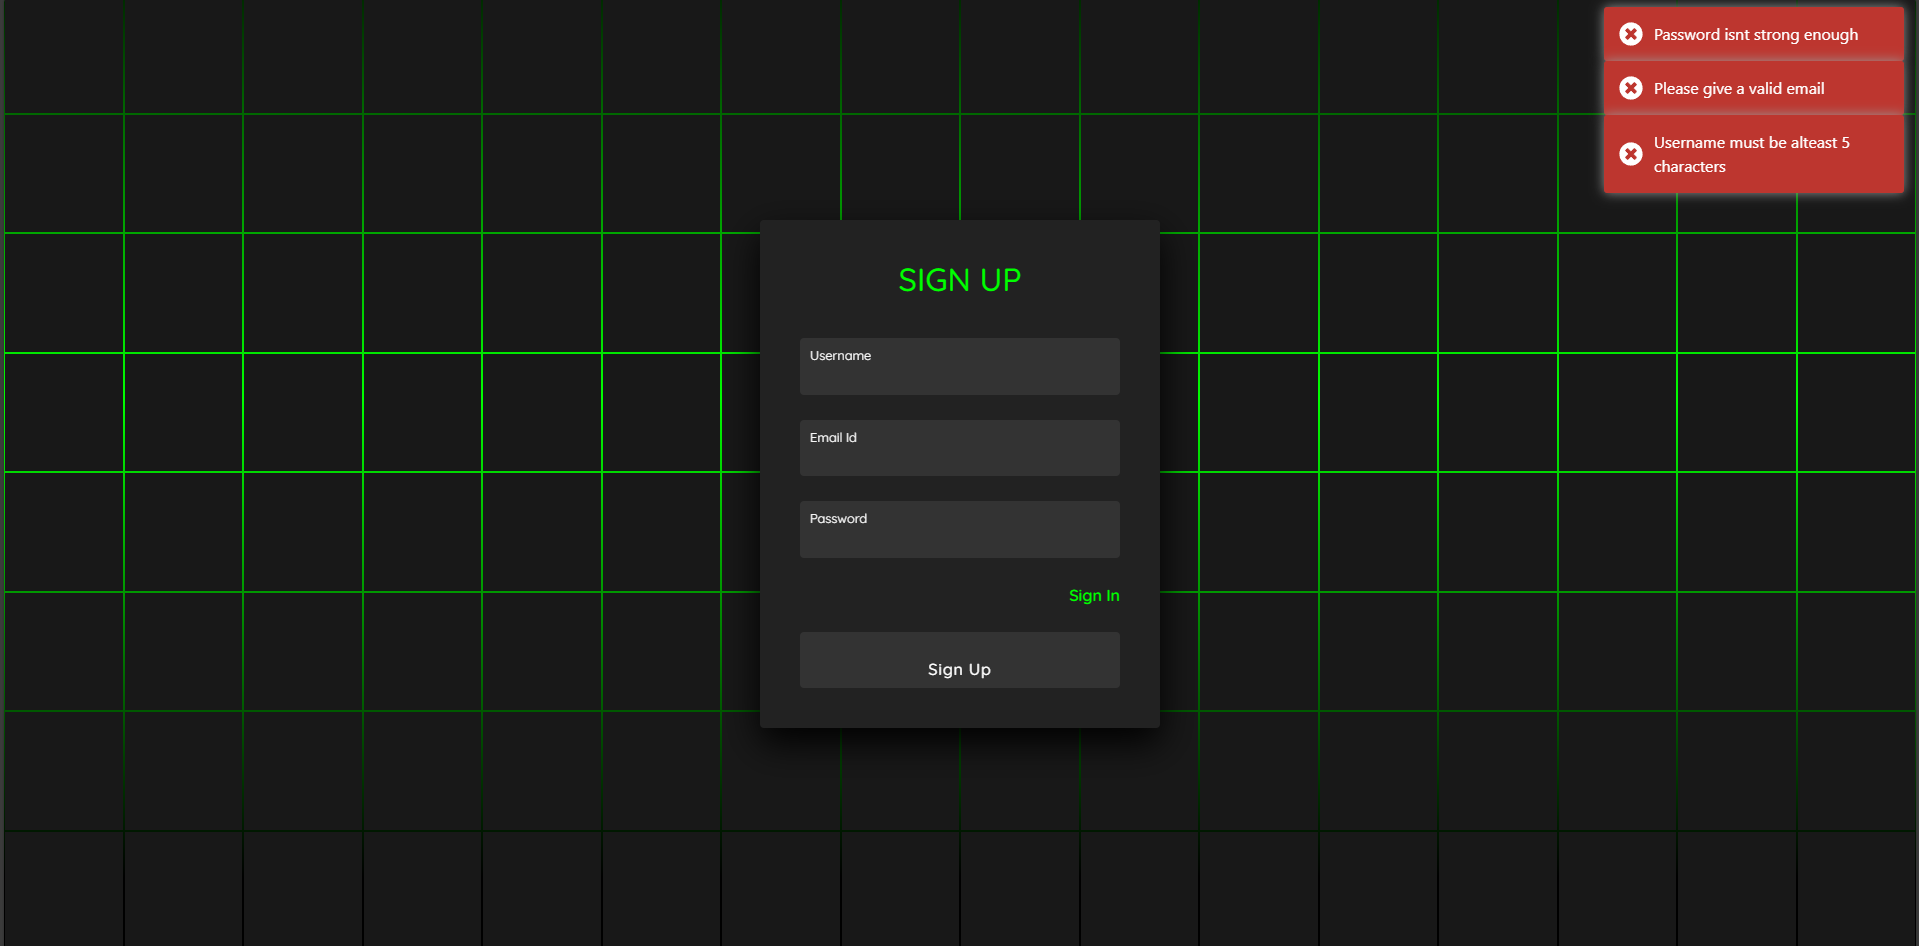 Password isnt strong enough
Please give a valid email
Username must be alteast 5
characters
SIGN UP
Username
Email Id
Password
Sign In
Sign Up